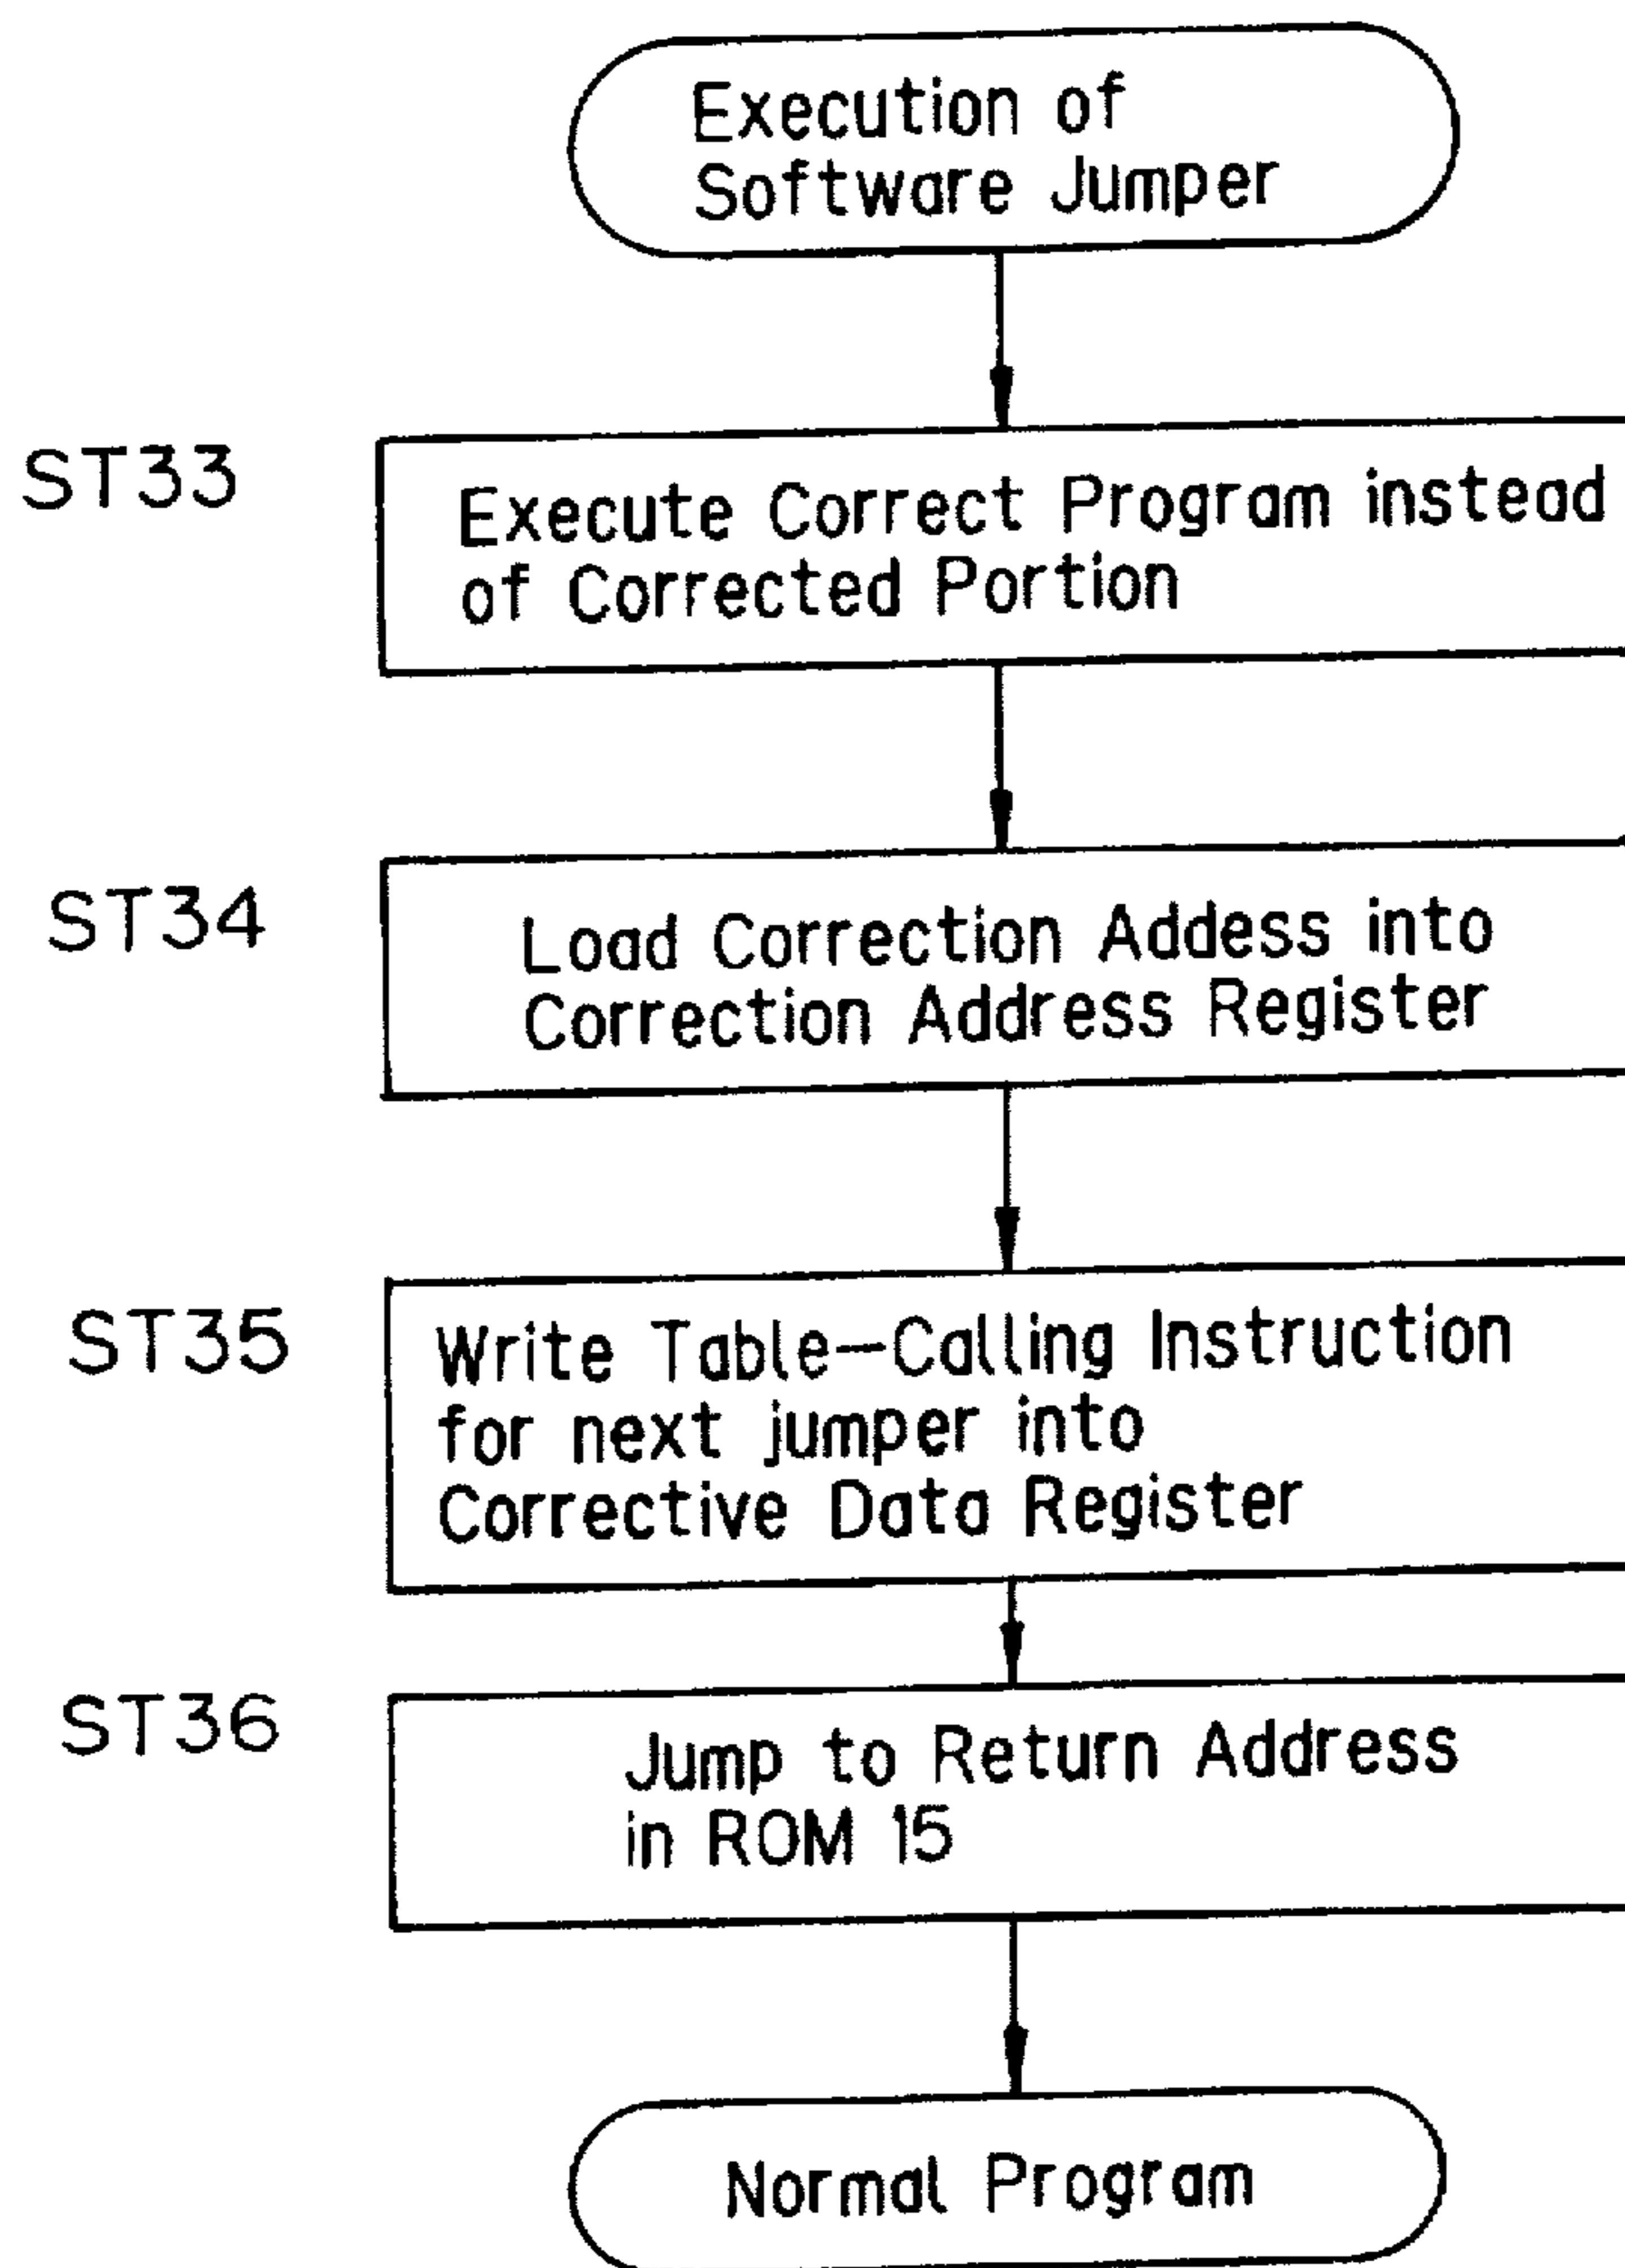 Execution of
Software Jumper
ST33
Execute Correct Program instead
of Corrected Portion
ST34
Load Correction Addess into
Correction Address Register
ST35
Write Table-Calling Instruction
for next jumper into
Corrective Data Register
ST36
Jump to Return Address
in ROM 15
Normal Program